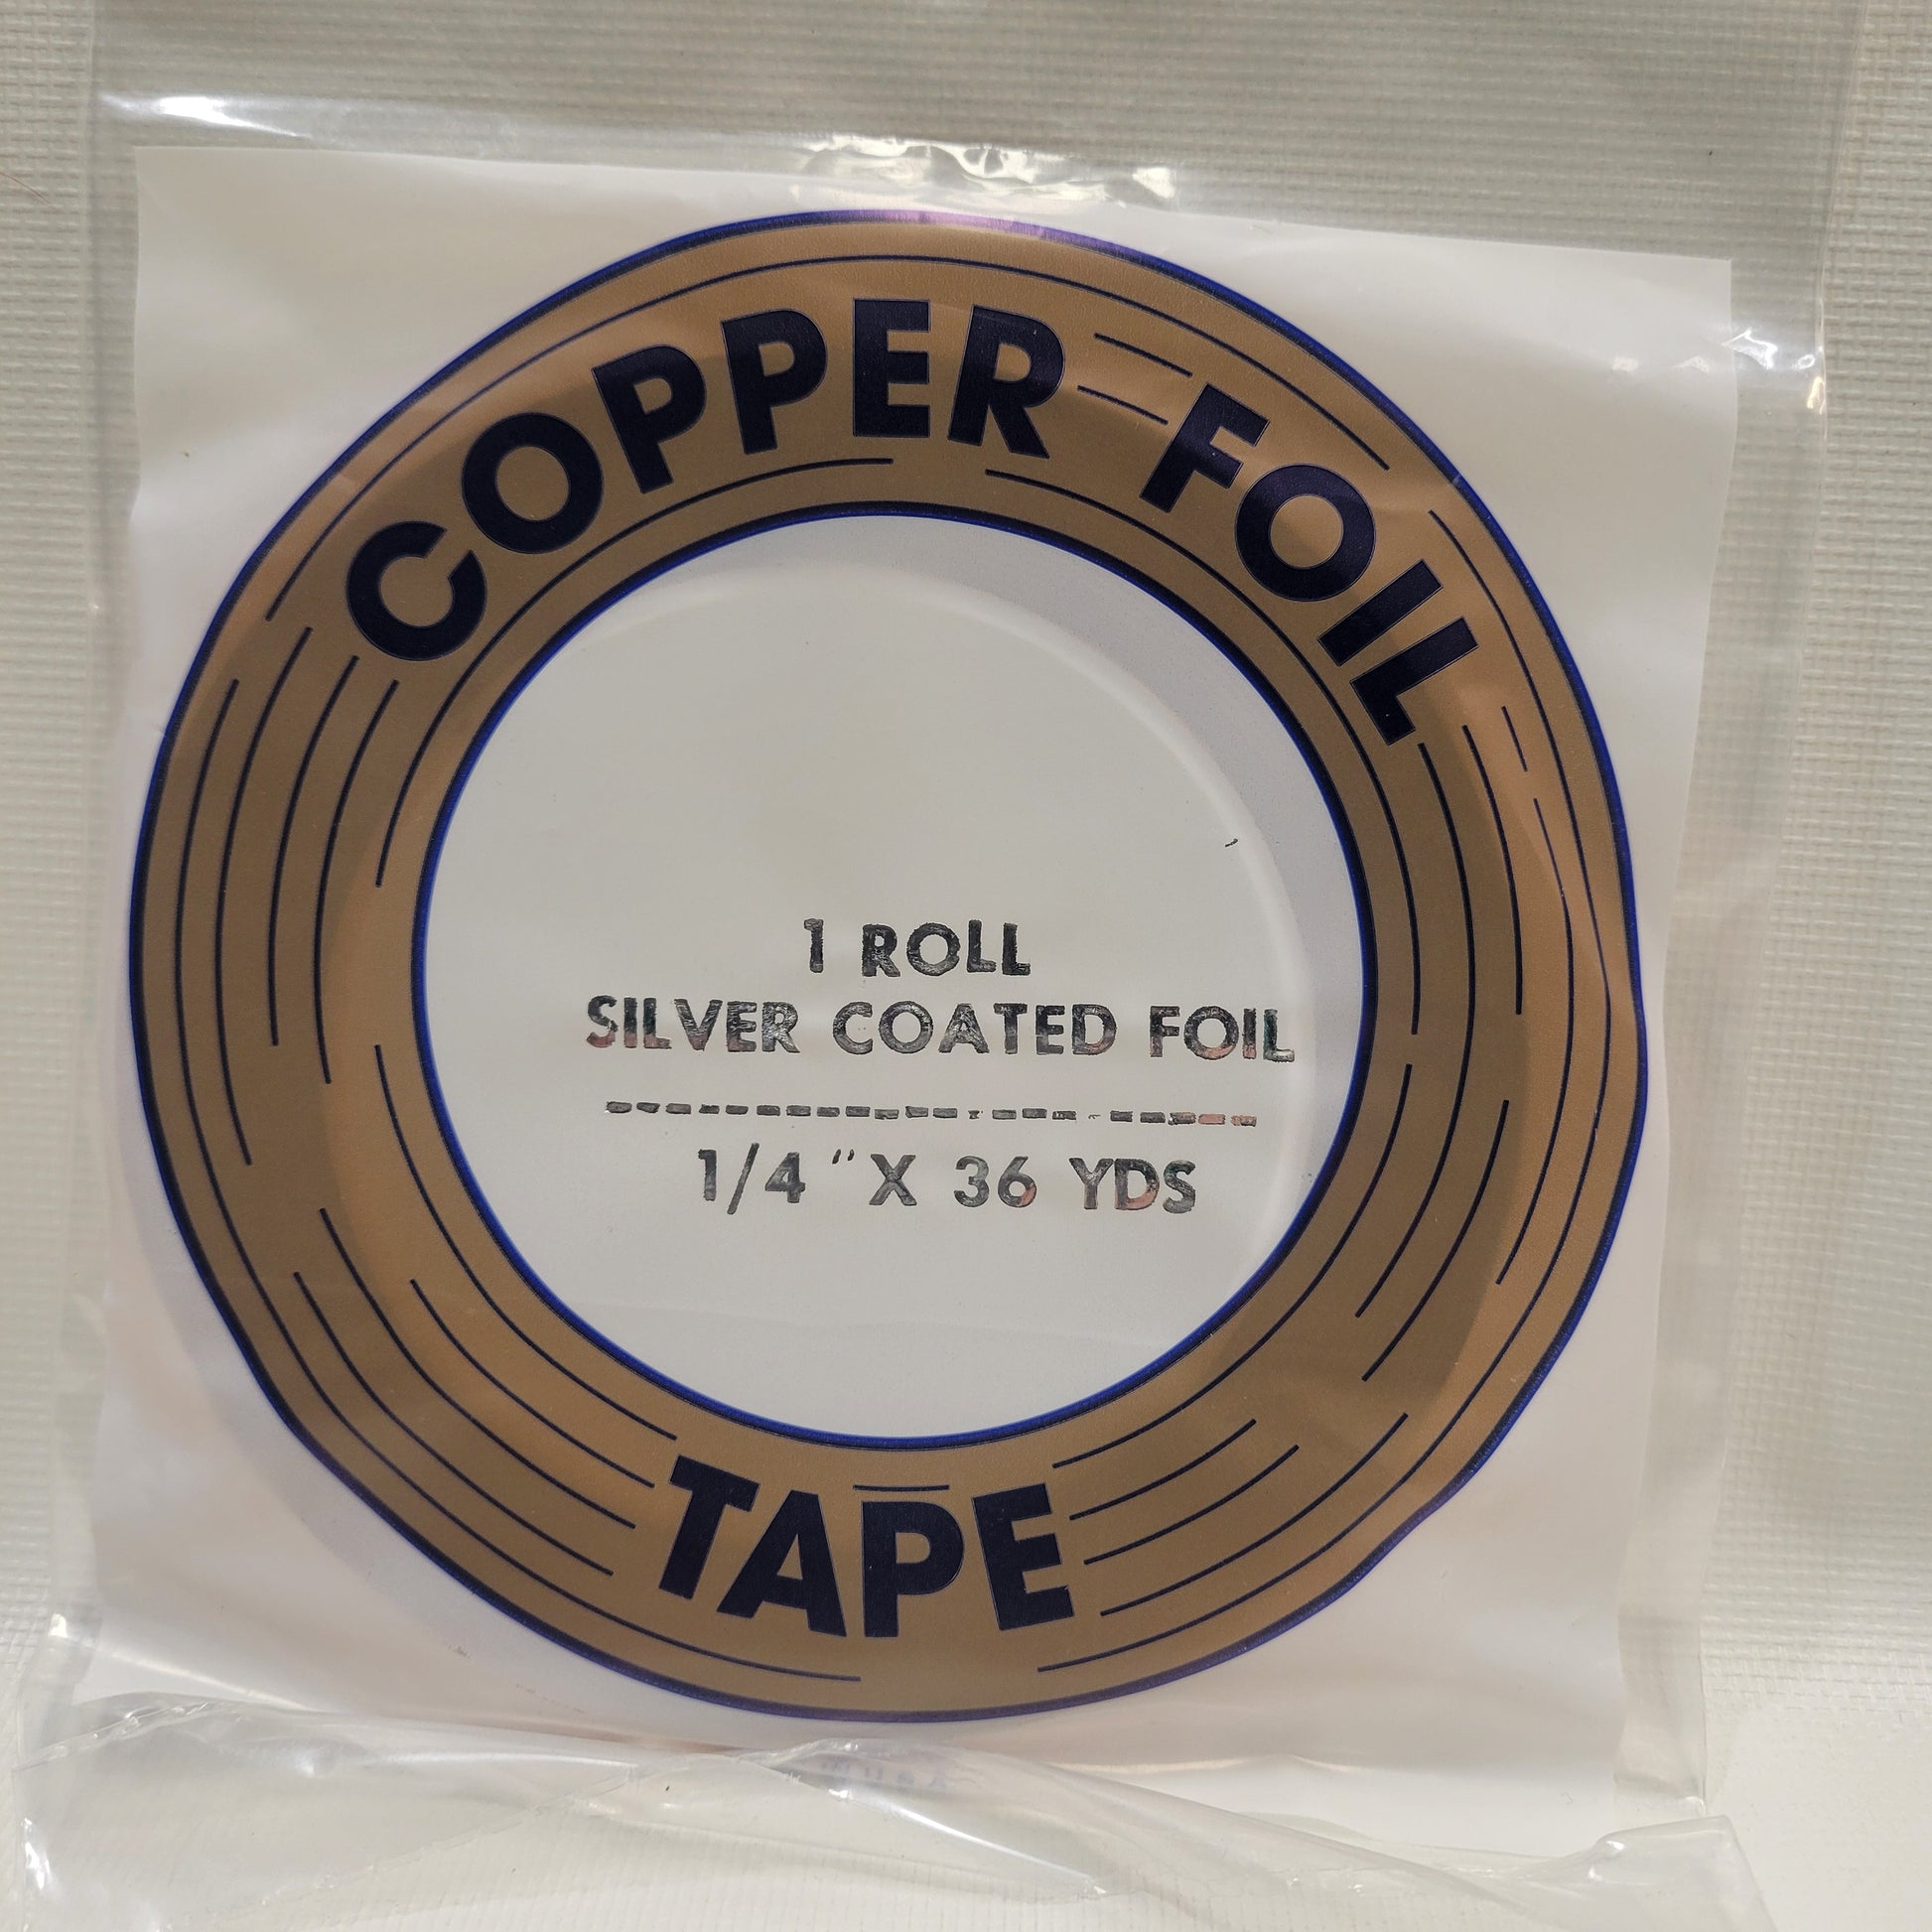 COPPER FOIL
1 ROLL
SILVER COATED FOIL
1/4 " X 36 YDS
TAPE